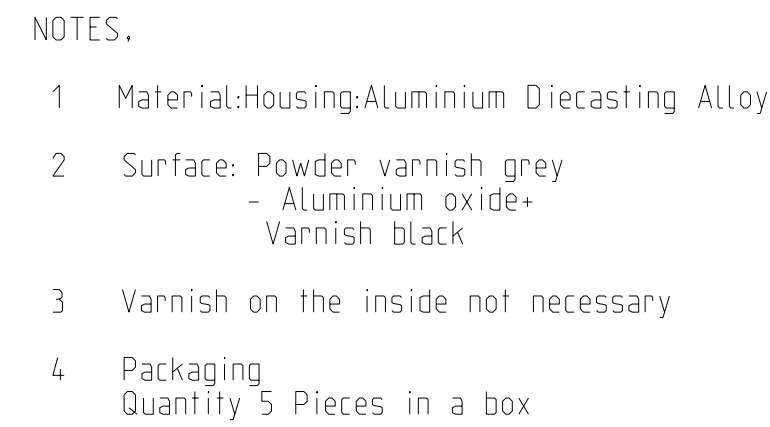 NOTES,
1 Material:Housing:Aluminium Diecasting Alloy
2 Surface: Powder varnish grey
- Aluminium oxide+
Varnish black
3 Varnish on the inside not necessary
4 Packaging
Quantity 5 Pieces in a box